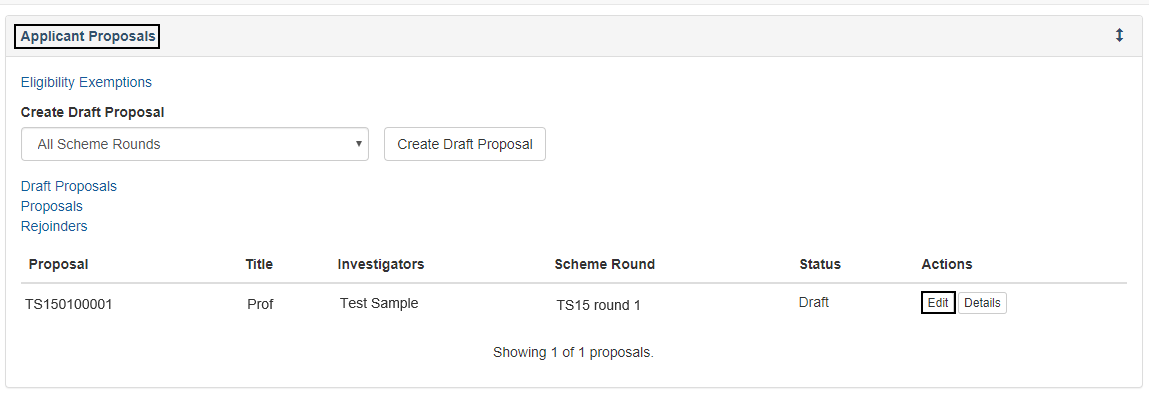 Applicant Proposals
Eligibility Exemptions
Create Draft Proposal
All Scheme Rounds Create Draft Proposal
Draft Proposals
Proposals
Rejoinders
Proposal Title Investigators Scheme Round Status Actions
TS150100001 Prof Test Sample TS15 round 1 Draft Edit Details
Showing 1 of 1 proposals.